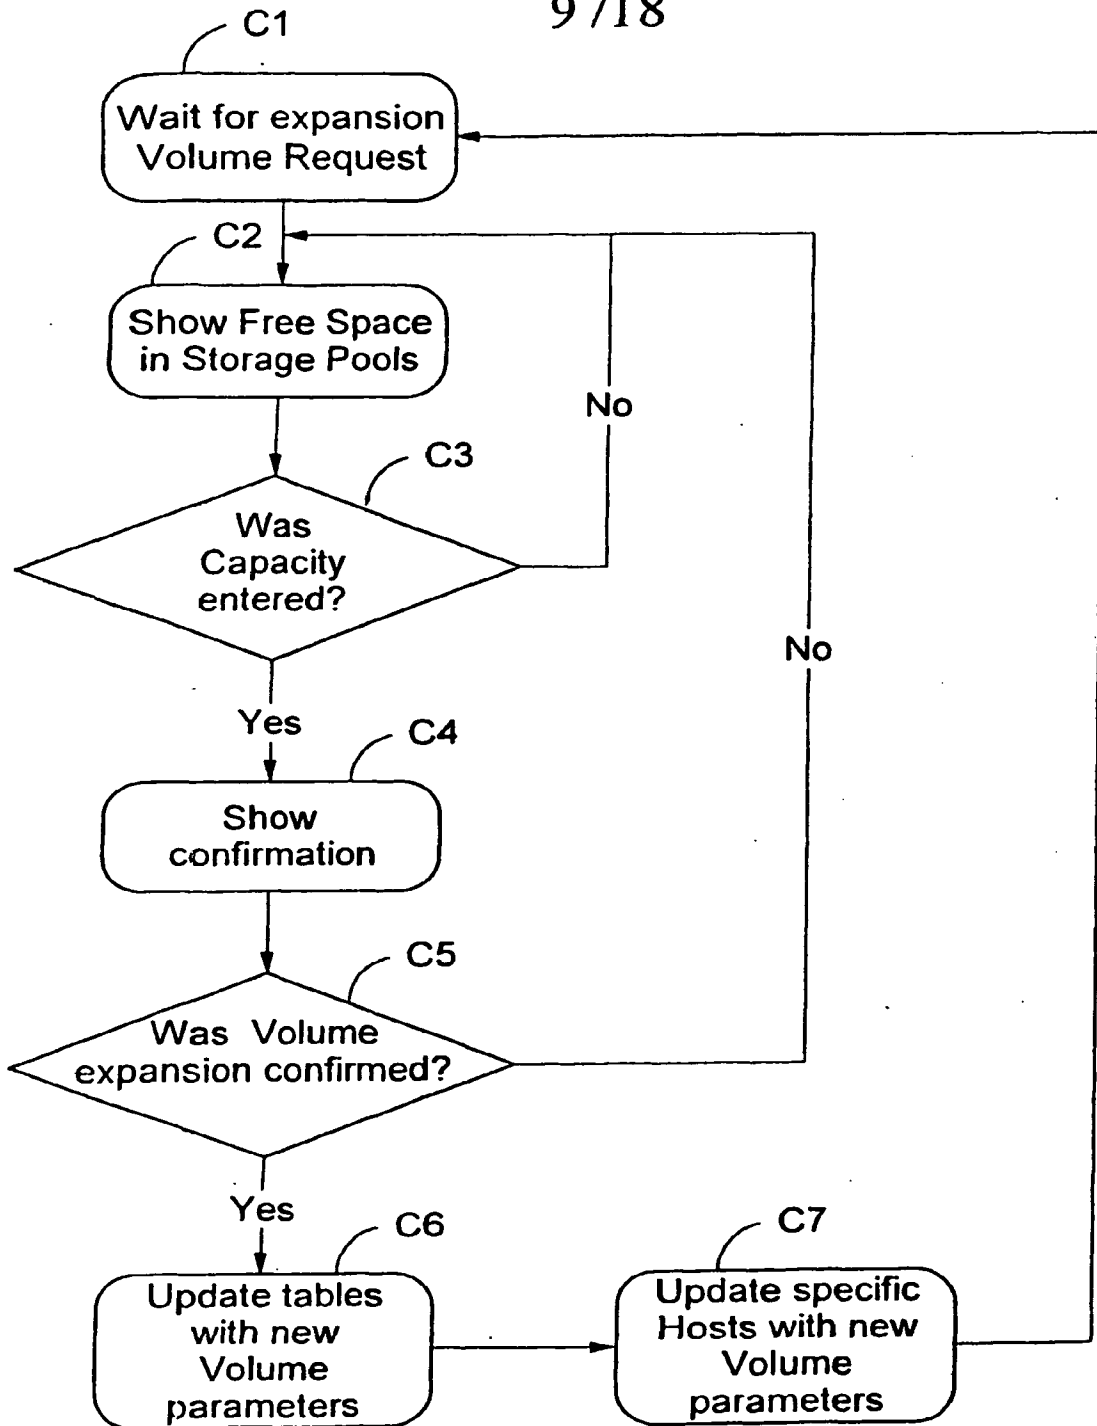 9/18
C1
Wait for expansion
Volume Request
C2
Show Free Space
in Storage Pools
No
C3
Was
Capacity
entered?
No
Yes
C4
Show
confirmation
C5
Was Volume
expansion confirmed?
Yes
C6
C7
Update tables
with new
Volume
parameters
Update specific
Hosts with new
Volume
parameters